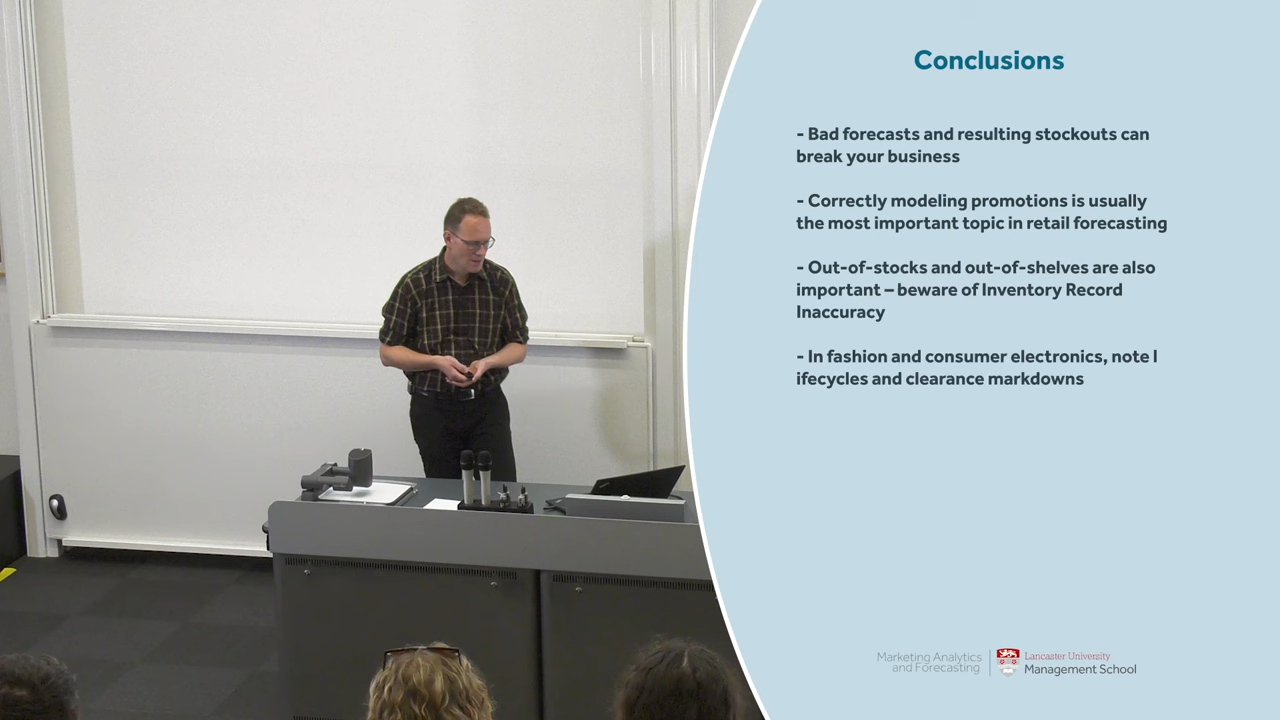 Conclusions
- Bad forecasts and resulting stockouts can
break your business
- Correctly modeling promotions is usually
the most important topic in retail forecasting
- Out-of-stocks and out-of-shelves are also
important – beware of Inventory Record
Inaccuracy
- In fashion and consumer electronics, note l
ifecycles and clearance markdowns
Marketing Analytics
and Forecasting
Lancaster University
Management School